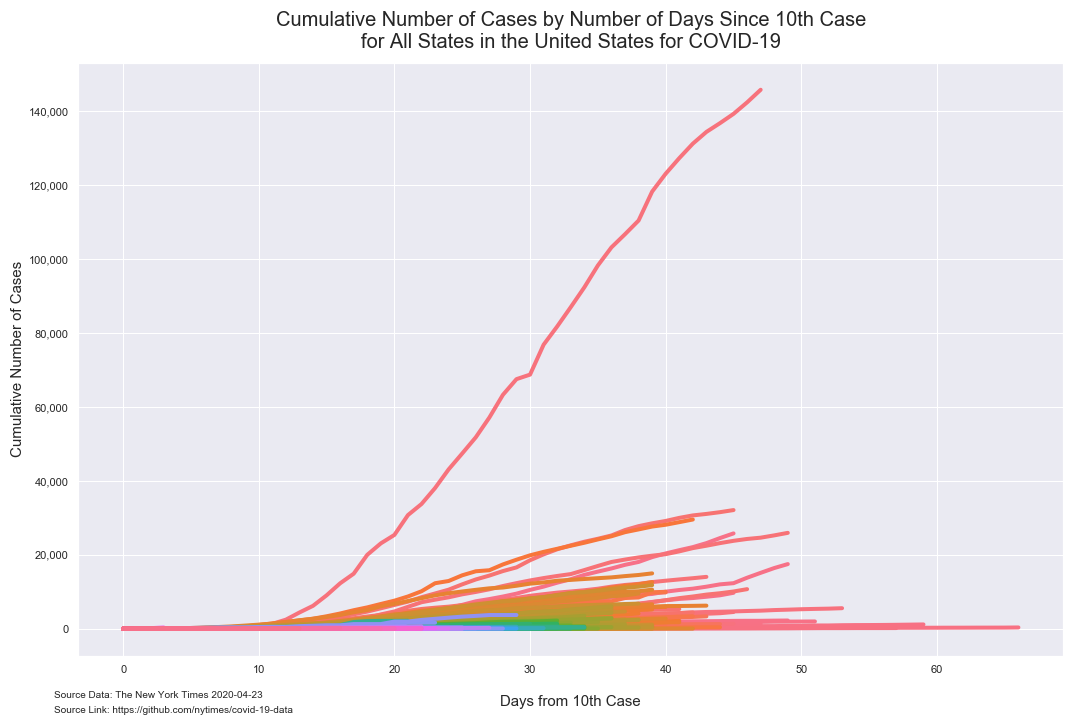 Cumulative Number of Cases by Number of Days Since 10th Case
for All States in the United States for COVID-19
Cumulative Number of Cases
140,000
120,000
100,000
80,000
60,000
40,000
20,000
0
0 10 20 30 40 50 60
Days from 10th Case
Source Data: The New York Times 2020-04-23
Source Link: https://github.com/nytimes/covid-19-data